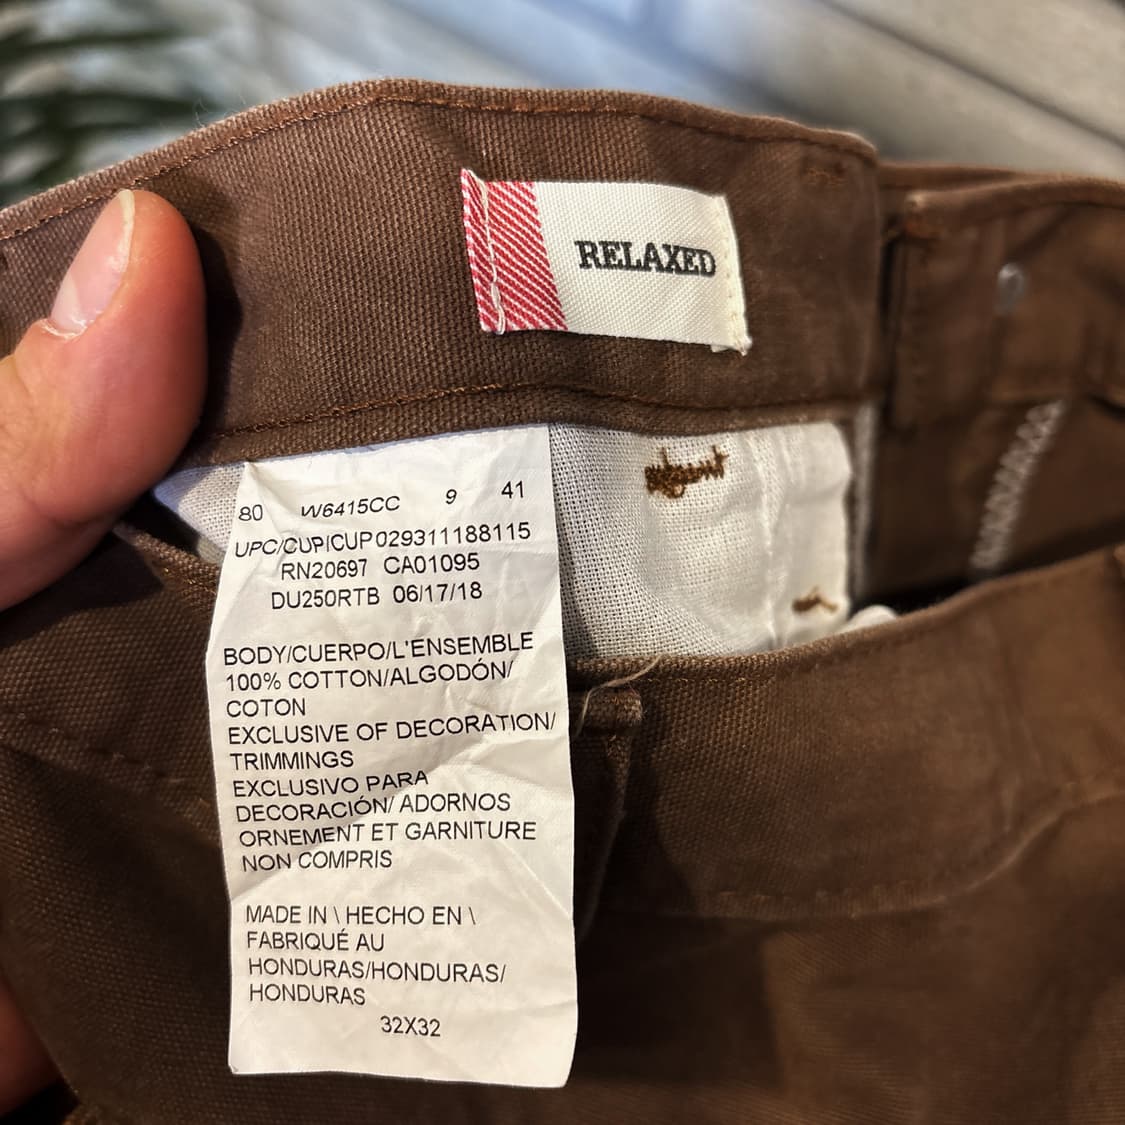 RELAXED
80 W6415CC 9 41
UPC/CUP/CUP029311188115
RN20697 CA01095
DU250RTB 06/17/18
BODY/CUERPO/L'ENSEMBLE
100% COTTON/ALGODÓN/
COTON
EXCLUSIVE OF DECORATION/
TRIMMINGS
EXCLUSIVO PARA
DECORACIÓN/ ADORNOS
ORNEMENT ET GARNITURE
NON COMPRIS
MADE IN \ HECHO EN \
FABRIQUÉ AU
HONDURAS/HONDURAS/
HONDURAS
32X32